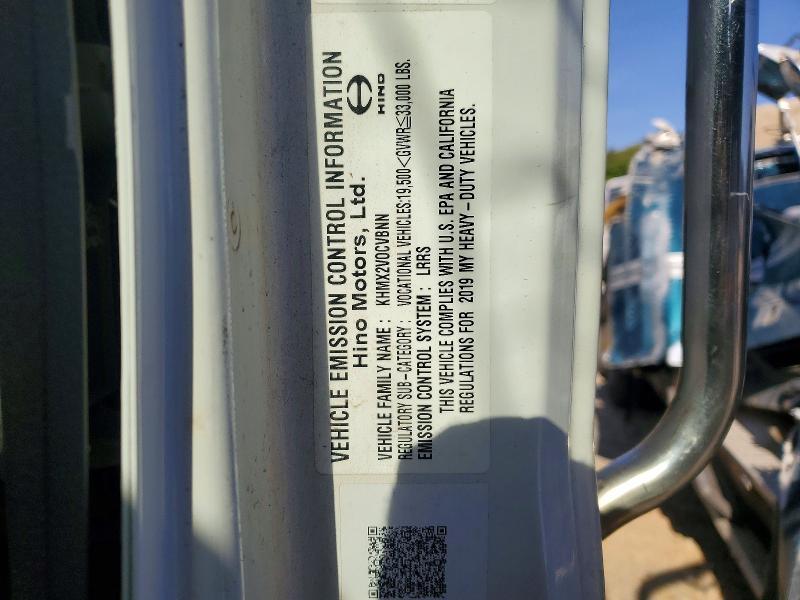 VEHICLE EMISSION CONTROL INFORMATION
Hino Motors, Ltd.
HINO
VEHICLE FAMILY NAME : KHMX2VOCVBNN
REGULATORY SUB-CATEGORY : VOCATIONAL VEHICLES:19,500<GVWR≦33,000 LBS.
EMISSION CONTROL SYSTEM : LRRS
THIS VEHICLE COMPLIES WITH U.S. EPA AND CALIFORNIA
REGULATIONS FOR 2019 MY HEAVY-DUTY VEHICLES.